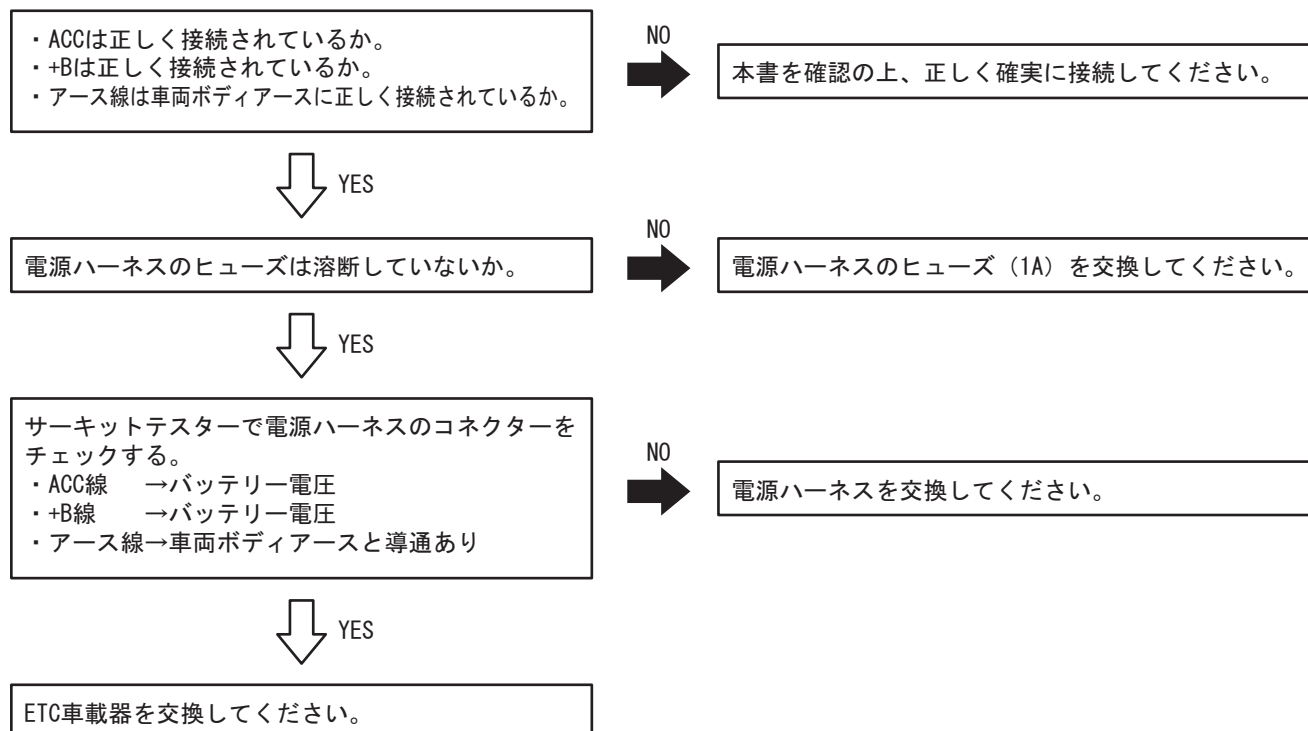 ・ACCは正しく接続されているか。
・+Bは正しく接続されているか。
・アース線は車両ボディアースに正しく接続されているか。
NO
本書を確認の上、正しく確実に接続してください。
YES
電源ハーネスのヒューズは溶断していないか。
NO
電源ハーネスのヒューズ（1A）を交換してください。
YES
サーキットテスターで電源ハーネスのコネクターを
チェックする。
・ACC線　→バッテリー電圧
・+B線　→バッテリー電圧
・アース線→車両ボディアースと導通あり
NO
電源ハーネスを交換してください。
YES
ETC車載器を交換してください。